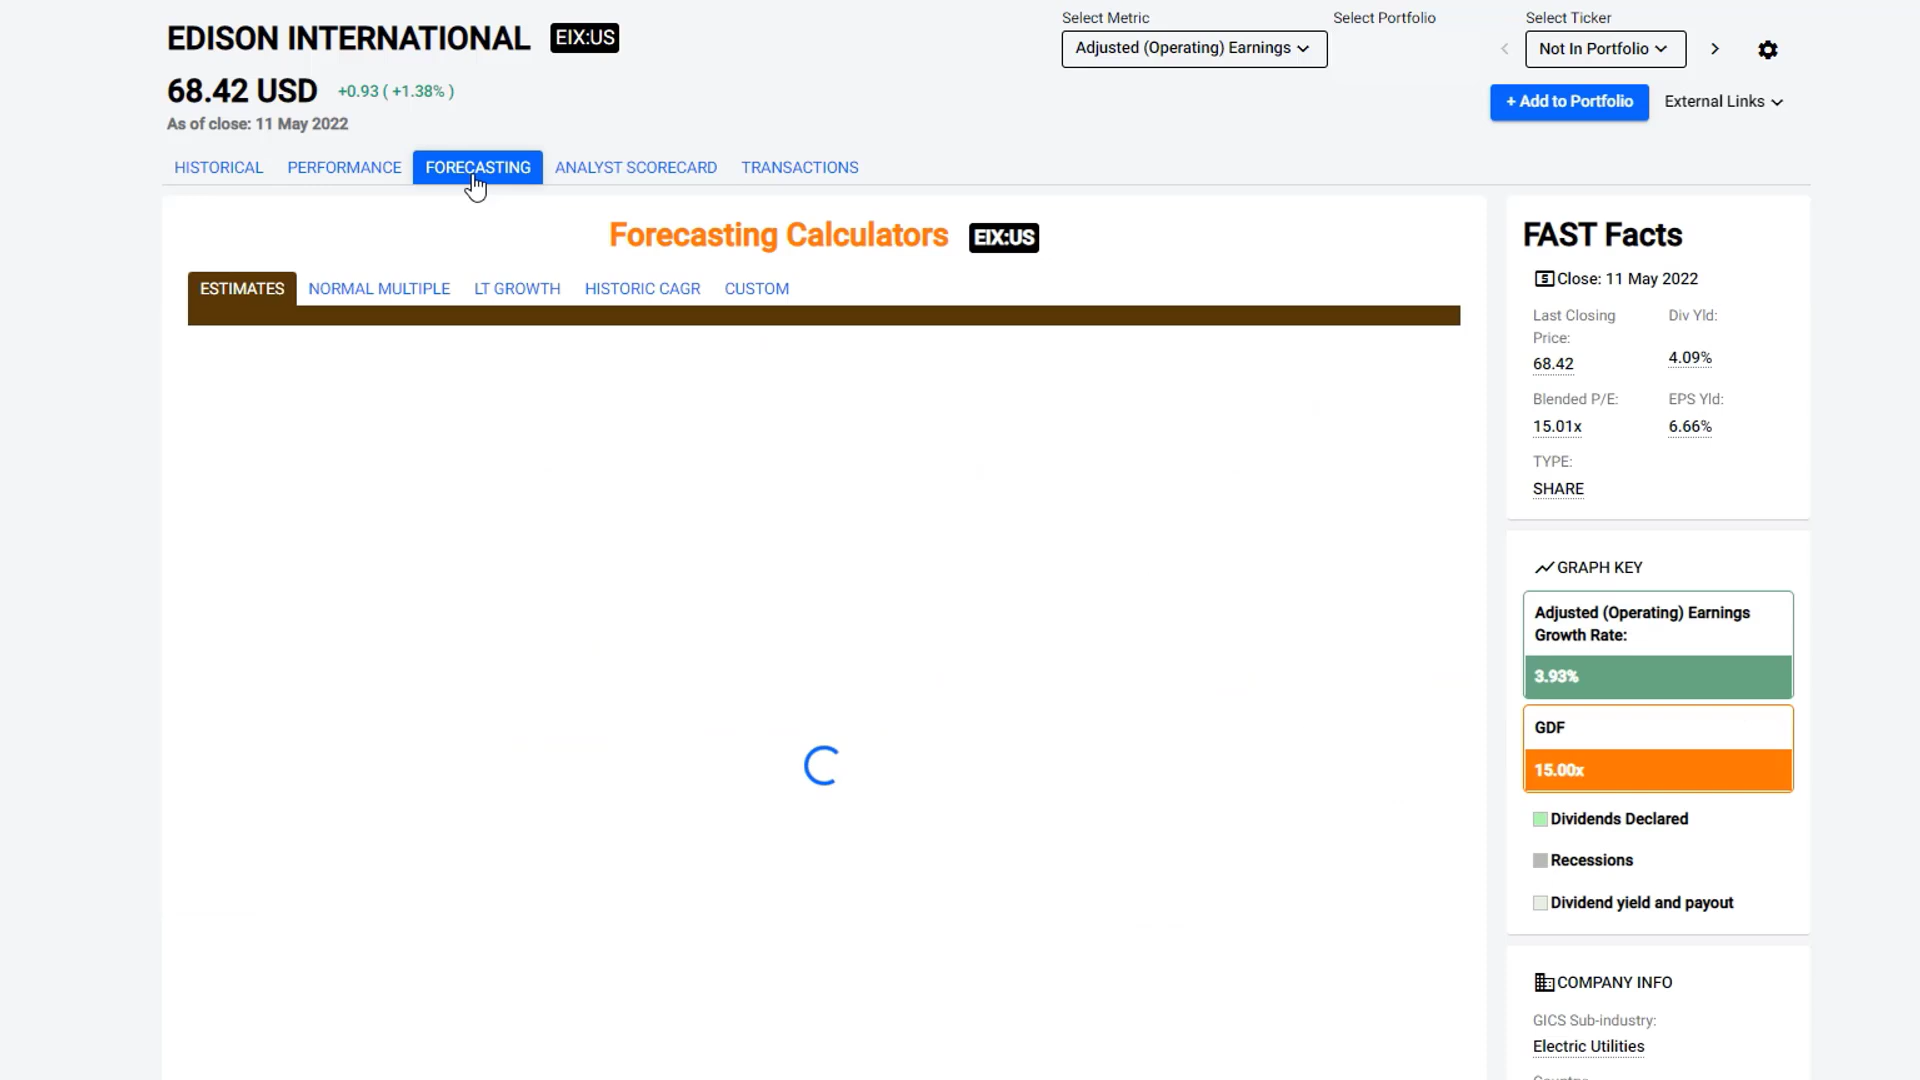 EDISON INTERNATIONAL EIX:US
Select Metric
Select Portfolio
Select Ticker
Adjusted (Operating) Earnings
Not In Portfolio
68.42 USD +0.93 ( +1.38% )
As of close: 11 May 2022
+ Add to Portfolio
External Links
HISTORICAL PERFORMANCE FORECASTING ANALYST SCORECARD TRANSACTIONS
Forecasting Calculators EIX:US
ESTIMATES NORMAL MULTIPLE LT GROWTH HISTORIC CAGR CUSTOM
FAST Facts
Close: 11 May 2022
Last Closing
Price:
68.42
Div Yld:
4.09%
Blended P/E:
15.01x
EPS Yld:
6.66%
TYPE:
SHARE
GRAPH KEY
Adjusted (Operating) Earnings
Growth Rate:
3.93%
GDF
15.00x
Dividends Declared
Recessions
Dividend yield and payout
COMPANY INFO
GICS Sub-industry:
Electric Utilities